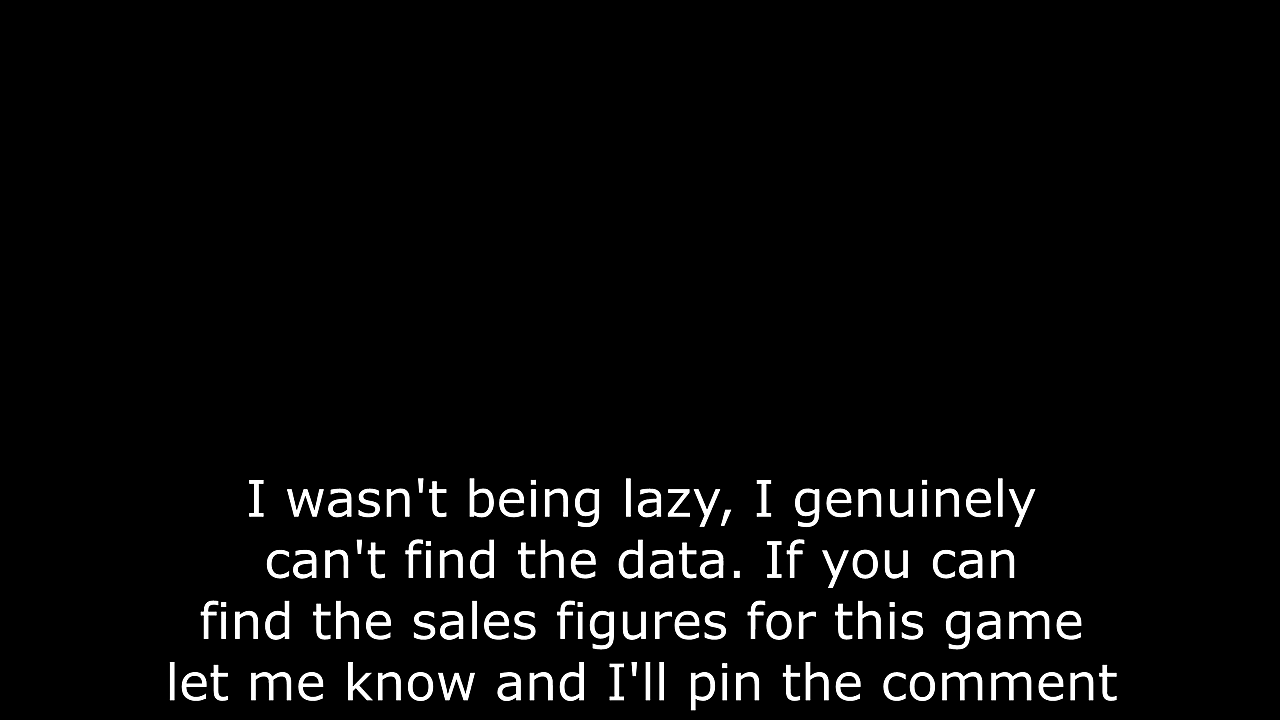 I wasn't being lazy, I genuinely
can't find the data. If you can
find the sales figures for this game
let me know and I'll pin the comment